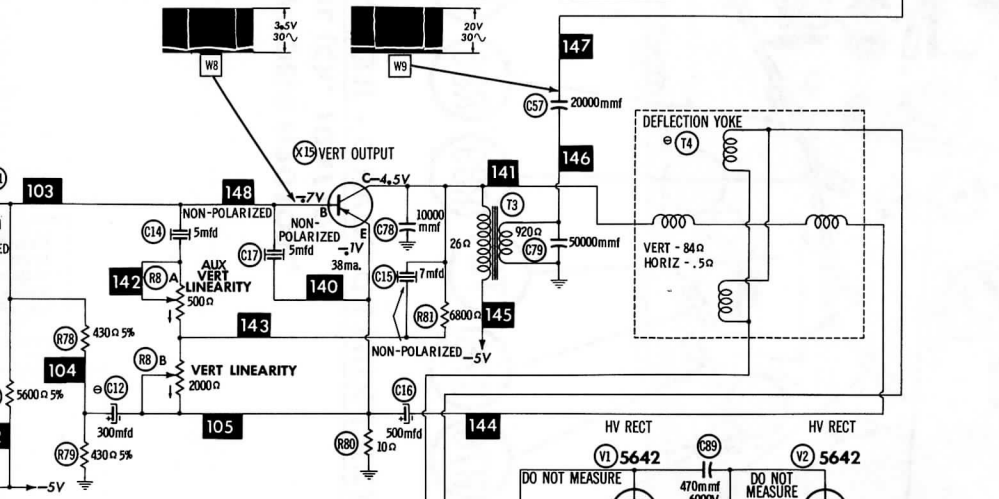 3.5V
30∿
20V
30∿
W8
W9
147
C57
20000mmf
DEFLECTION YOKE
⊖ T4
X15 VERT OUTPUT
146
C-4.5V
141
103
148
-.7V
NON-POLARIZED
B
T3
C14
5mfd
NON-
POLARIZED
E
10000
mmf
C78
920Ω
C79
50000mmf
26Ω
C17
5mfd
-.1V
38ma.
VERT - 84Ω
HORIZ - .5Ω
AUX
VERT
LINEARITY
142
R8 A
500Ω
C15
7mfd
140
143
R81
6800Ω
145
R78
430Ω 5%
NON-POLARIZED
-5V
104
R8 B
VERT LINEARITY
2000Ω
5600Ω 5%
⊖ C12
+
300mfd
C16
+
500mfd
105
144
R79
430Ω 5%
R80
10Ω
-5V
HV RECT
HV RECT
V1 5642
C89
V2 5642
DO NOT MEASURE
470mmf
6000V
DO NOT
MEASURE